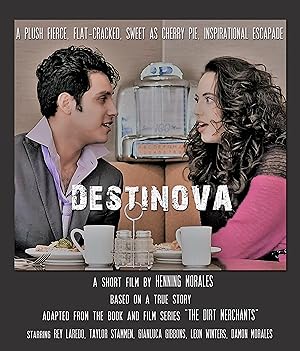 A PLUSH FIERCE, FLAT-CRACKED, SWEET AS CHERRY PIE, INSPIRATIONAL ESCAPADE
DESTINOVA
A SHORT FILM BY HENNING MORALES
BASED ON A TRUE STORY
ADAPTED FROM THE BOOK AND FILM SERIES "THE DIRT MERCHANTS"
STARRING REY LAREDO, TAYLOR STAMMEN, GIANLUCA GIBBONS, LEON WINTERS, DAMON MORALES